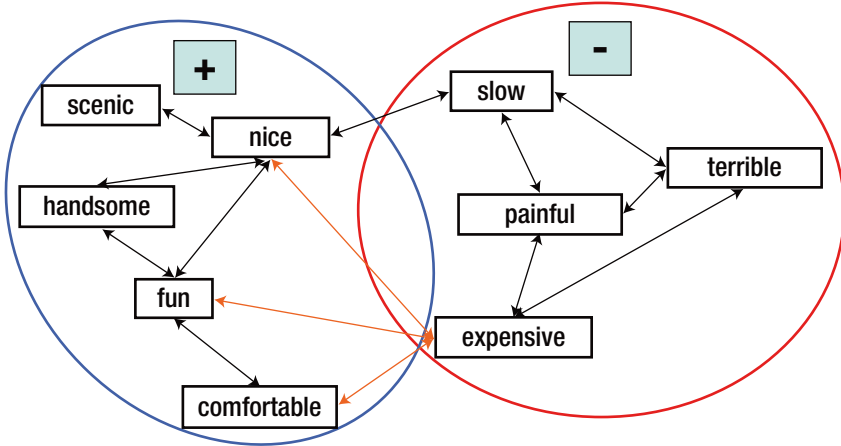 +
-
scenic
slow
nice
terrible
handsome
painful
fun
expensive
comfortable